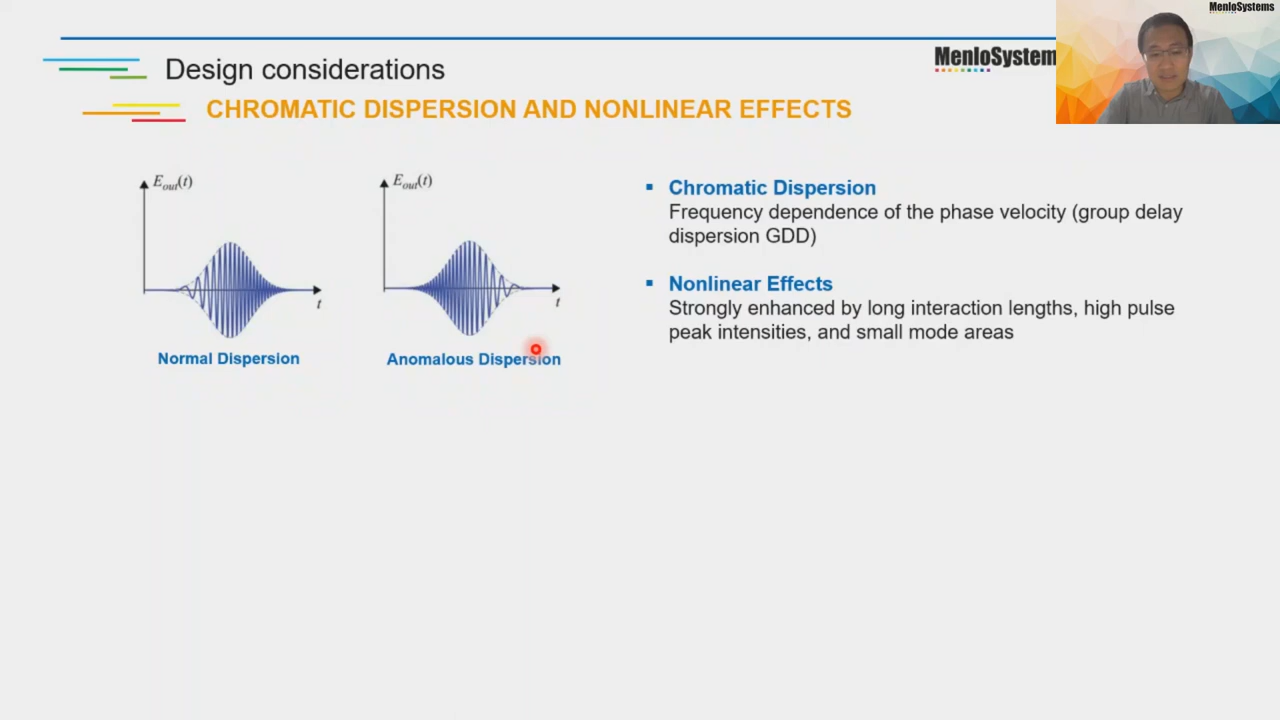 MenloSystems
Design considerations
MenloSystem
CHROMATIC DISPERSION AND NONLINEAR EFFECTS
E_out(t)
t
Normal Dispersion
E_out(t)
t
Anomalous Dispersion
▪ Chromatic Dispersion
Frequency dependence of the phase velocity (group delay
dispersion GDD)
▪ Nonlinear Effects
Strongly enhanced by long interaction lengths, high pulse
peak intensities, and small mode areas